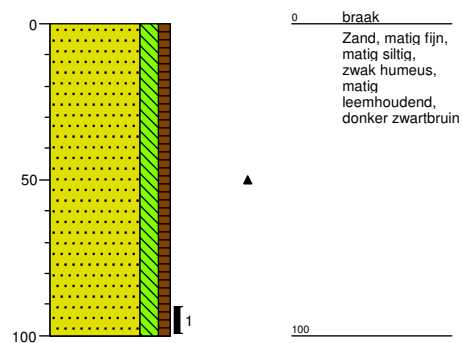 0
50
100
1
0 braak
Zand, matig fijn,
matig siltig,
zwak humeus,
matig
leemhoudend,
donker zwartbruin
100